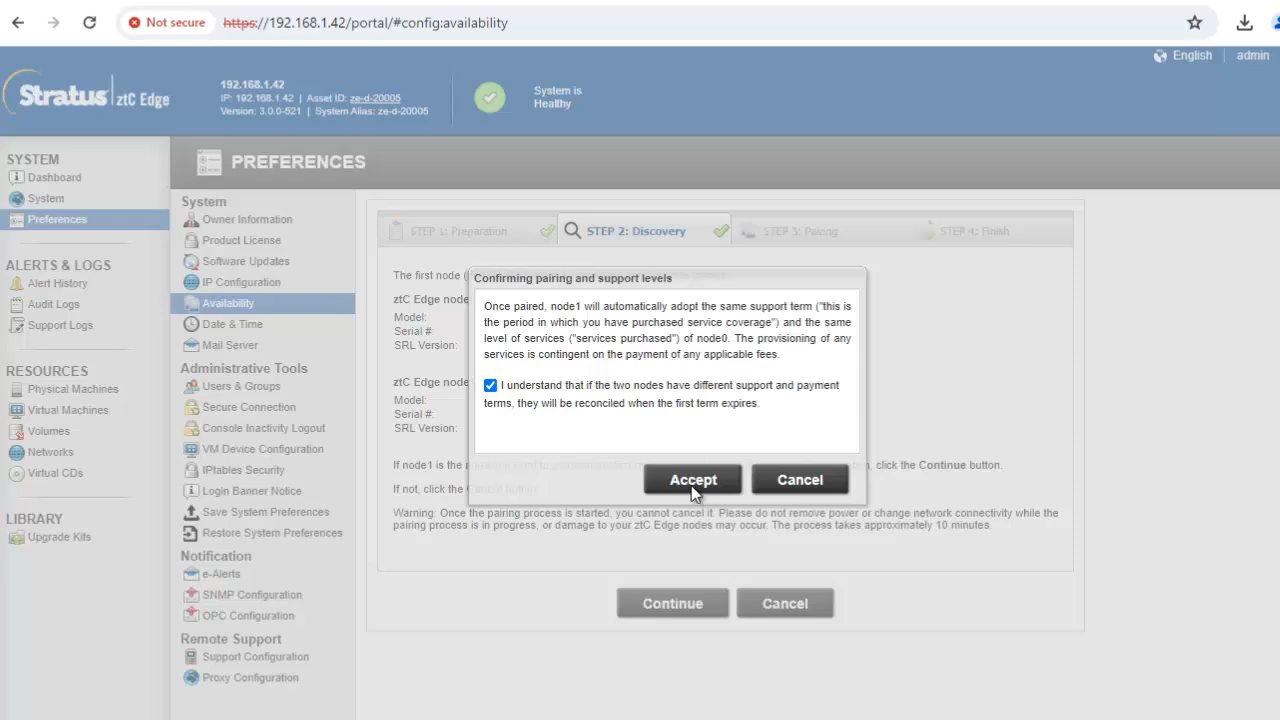 Not secure
https://192.168.1.42/portal/#config:availability
English
admin
Stratus ztC Edge
192.168.1.42
IP: 192.168.1.42 | Asset ID: ze-d-20005
Version: 3.0.0-521 | System Alias: ze-d-20005
System is
Healthy
SYSTEM
Dashboard
System
Preferences
ALERTS & LOGS
Alert History
Audit Logs
Support Logs
RESOURCES
Physical Machines
Virtual Machines
Volumes
Networks
Virtual CDs
LIBRARY
Upgrade Kits
PREFERENCES
System
Owner Information
Product License
Software Updates
IP Configuration
Availability
Date & Time
Mail Server
Administrative Tools
Users & Groups
Secure Connection
Console Inactivity Logout
VM Device Configuration
IPtables Security
Login Banner Notice
Save System Preferences
Restore System Preferences
Notification
e-Alerts
SNMP Configuration
OPC Configuration
Remote Support
Support Configuration
Proxy Configuration
STEP 1: Preparation
STEP 2: Discovery
STEP 3: Pairing
STEP 4: Finish
The first node (
ztC Edge node
Model:
Serial #:
SRL Version:
ztC Edge node
Model:
Serial #:
SRL Version:
Confirming pairing and support levels
Once paired, node1 will automatically adopt the same support term ("this is
the period in which you have purchased service coverage") and the same
level of services ("services purchased") of node0. The provisioning of any
services is contingent on the payment of any applicable fees.
I understand that if the two nodes have different support and payment
terms, they will be reconciled when the first term expires.
Accept
Cancel
If node1 is the click the Continue button.
If not, click the Cancel button.
Warning: Once the pairing process is started, you cannot cancel it. Please do not remove power or change network connectivity while the
pairing process is in progress, or damage to your ztC Edge nodes may occur. The process takes approximately 10 minutes.
Continue
Cancel